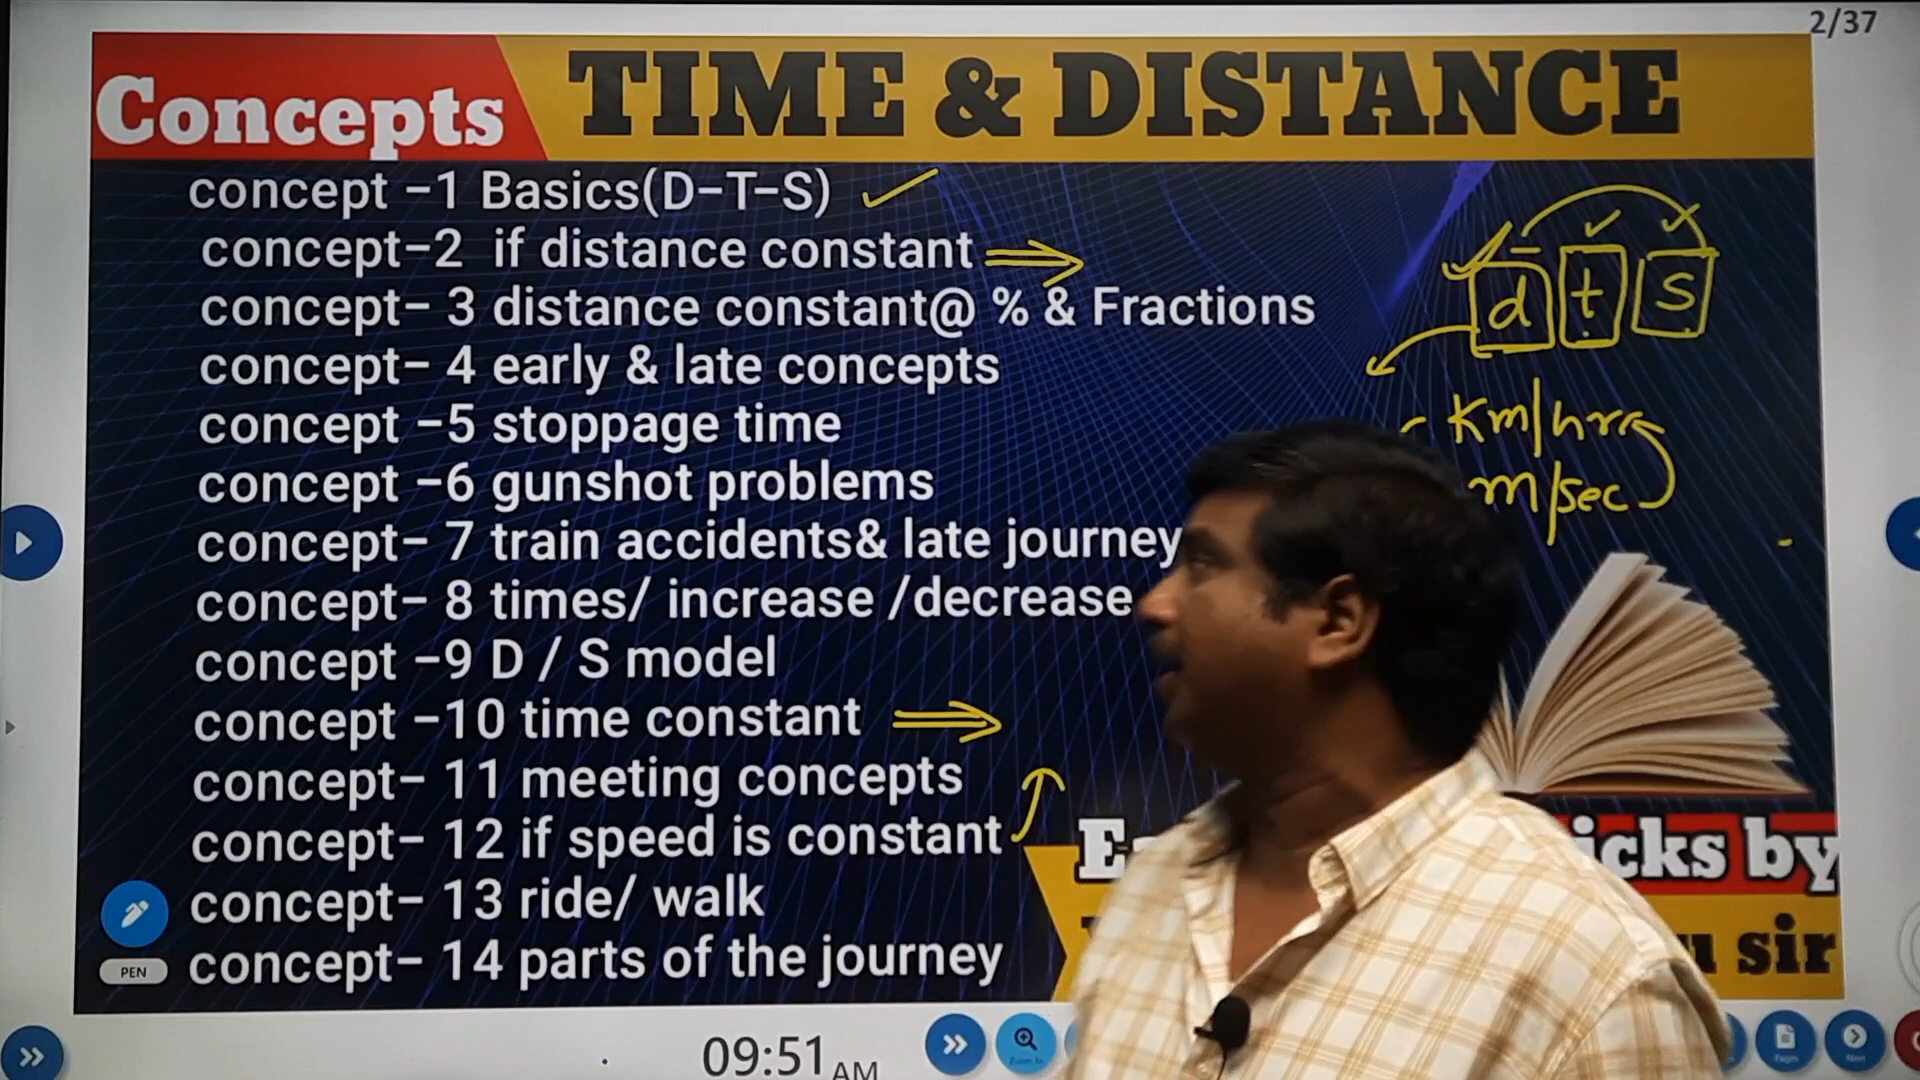 2/37
Concepts TIME & DISTANCE
concept -1 Basics(D-T-S)
concept-2 if distance constant
concept- 3 distance constant@ % & Fractions
concept- 4 early & late concepts
concept -5 stoppage time
concept -6 gunshot problems
concept- 7 train accidents& late journey
concept- 8 times/ increase /decrease
concept -9 D / S model
concept -10 time constant
concept- 11 meeting concepts
concept- 12 if speed is constant
concept- 13 ride/ walk
concept- 14 parts of the journey
d t s
Km/hr
m/sec
by
sir
PEN
09:51 AM